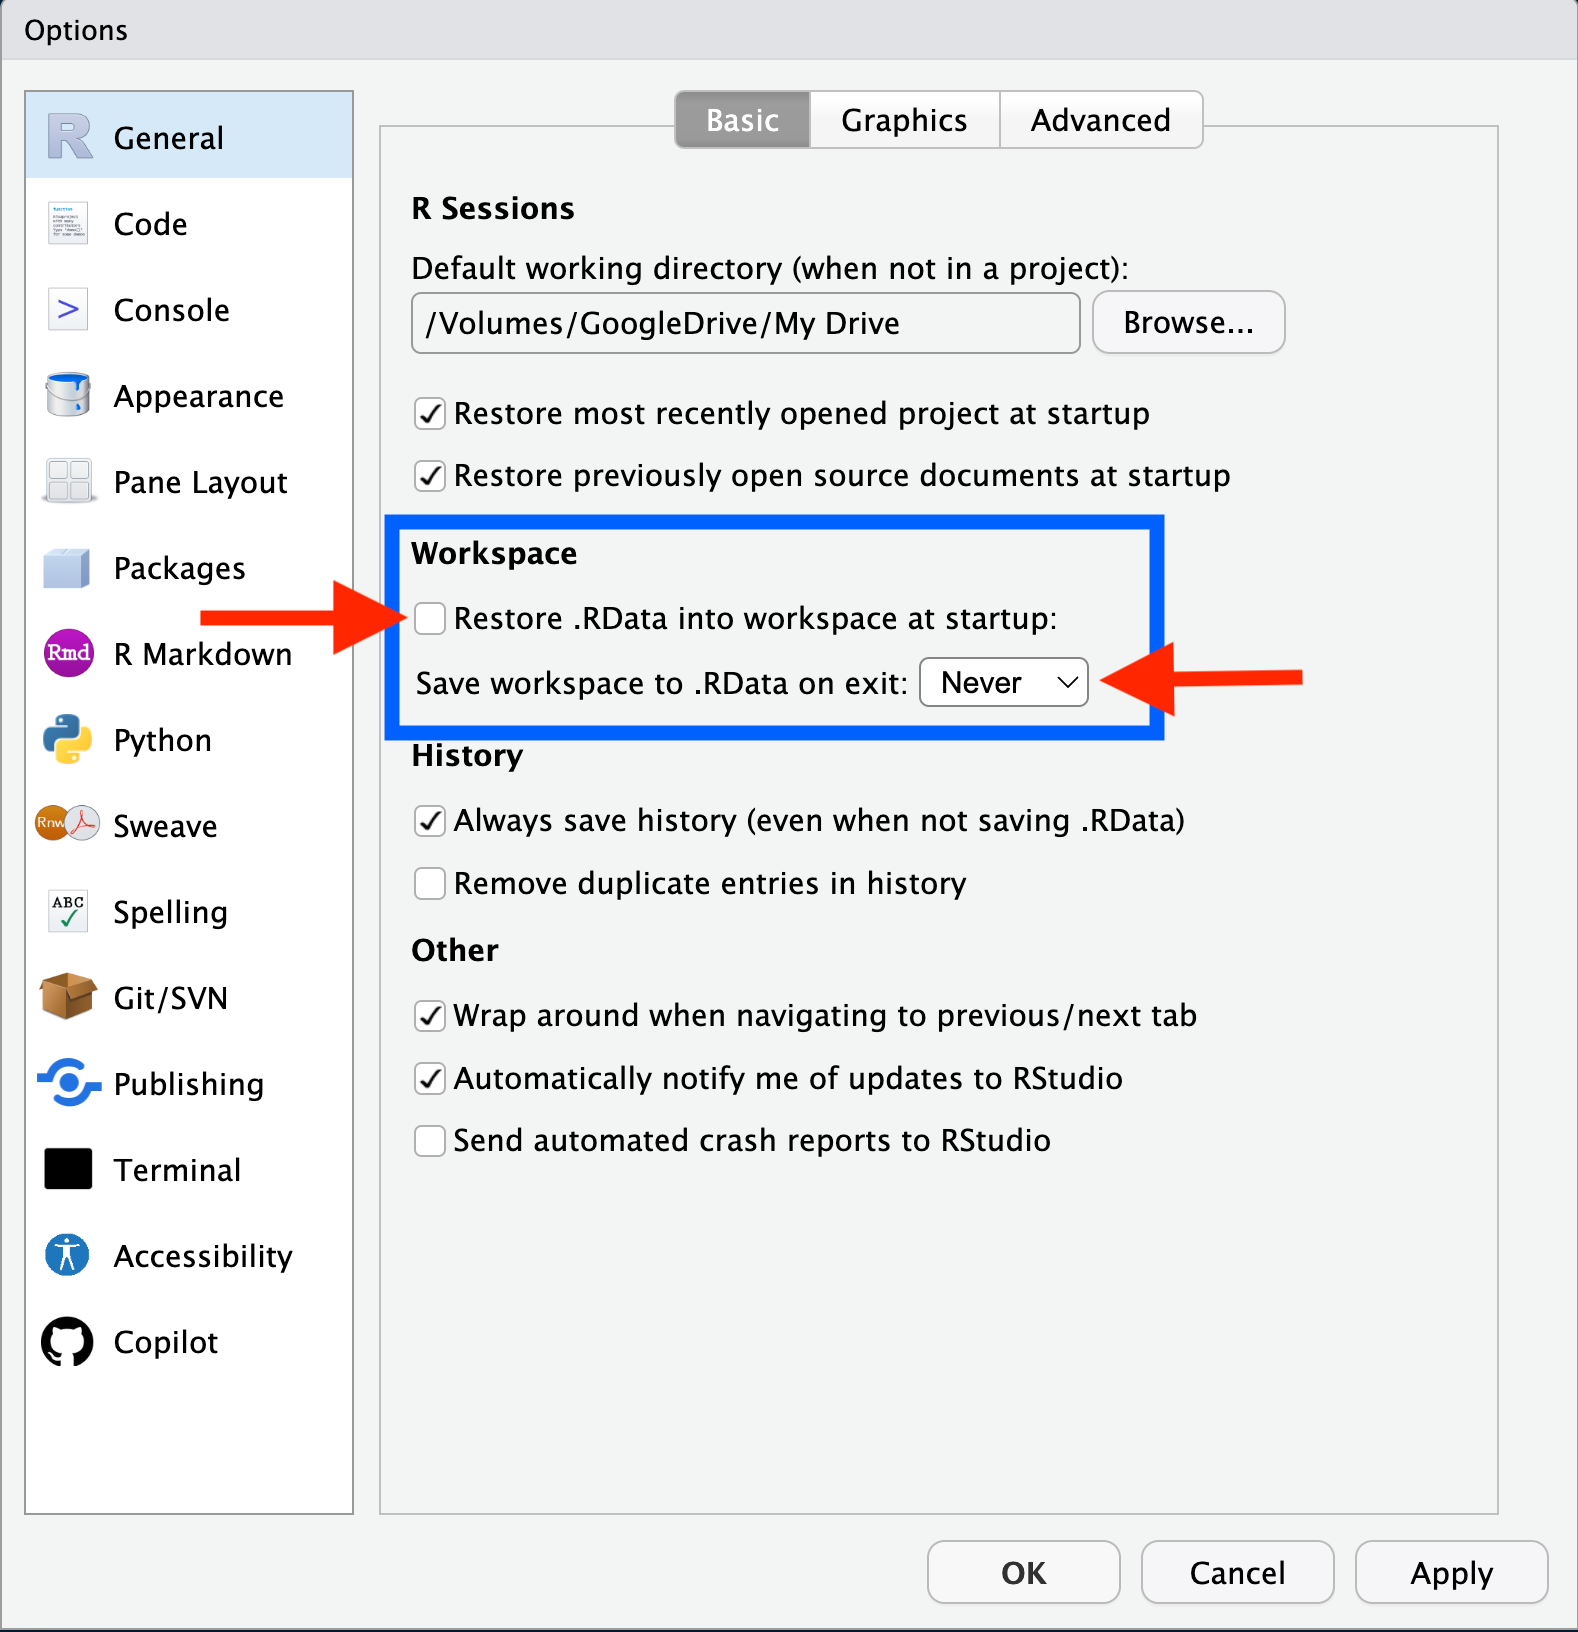 Options
General
Code
Console
Appearance
Pane Layout
Packages
Rmd R Markdown
Python
Rnw Sweave
ABC Spelling
Git/SVN
Publishing
Terminal
Accessibility
Copilot
Basic Graphics Advanced
R Sessions
Default working directory (when not in a project):
/Volumes/GoogleDrive/My Drive Browse...
Restore most recently opened project at startup
Restore previously open source documents at startup
Workspace
Restore .RData into workspace at startup:
Save workspace to .RData on exit: Never
History
Always save history (even when not saving .RData)
Remove duplicate entries in history
Other
Wrap around when navigating to previous/next tab
Automatically notify me of updates to RStudio
Send automated crash reports to RStudio
OK Cancel Apply